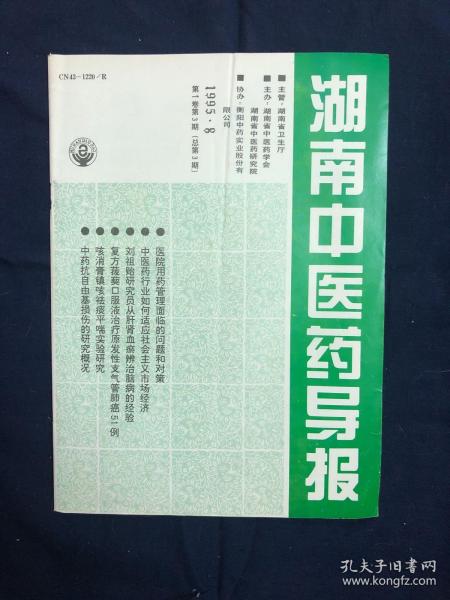 CN43-1220/R
湖南中医药导报
■主管·湖南省卫生厅
■主办·湖南省中医药学会
湖南省中医药研究院
■协办·衡阳中药实业股份有
限公司
1995·8
第1卷第3期(总第3期)
●医院用药管理面临的问题和对策
●中医药行业如何适应社会主义市场经济
●刘祖贻研究员从肝肾血瘀辨治脑病的经验
●复方菝葜口服液治疗原发性支气管肺癌51例
●咳消膏镇咳祛痰平喘实验研究
●中药抗自由基损伤的研究概况
孔夫子旧书网
www.kongfz.com